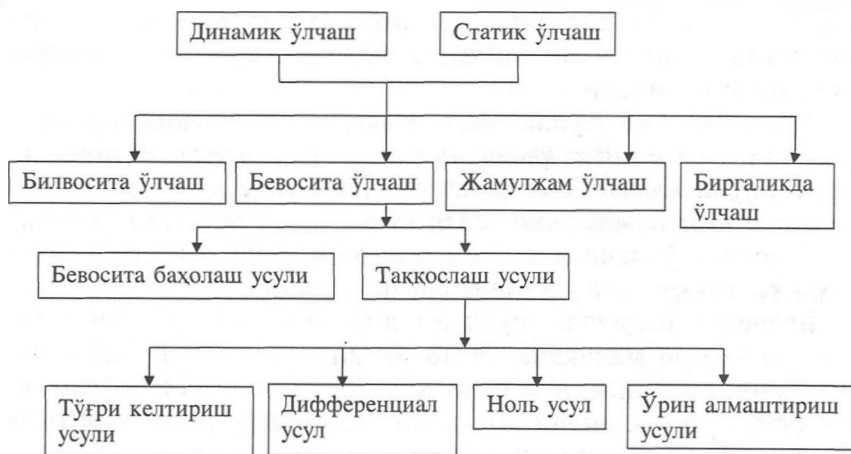 Динамик ўлчаш
Статик ўлчаш
Билвосита ўлчаш
Бевосита ўлчаш
Жамулжам ўлчаш
Биргаликда
ўлчаш
Бевосита баҳолаш усули
Таққослаш усули
Тўғри келтириш
усули
Дифференциал
усул
Ноль усул
Ўрин алмаштириш
усули